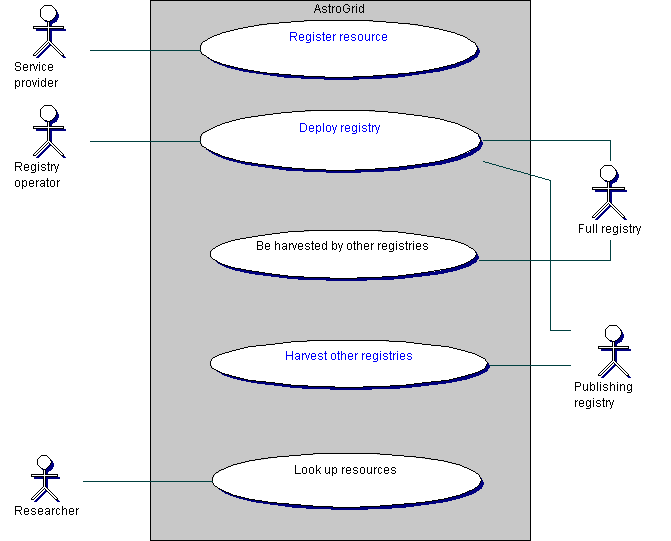 AstroGrid
Register resource
Service
provider
Deploy registry
Registry
operator
Full registry
Be harvested by other registries
Harvest other registries
Publishing
registry
Look up resources
Researcher